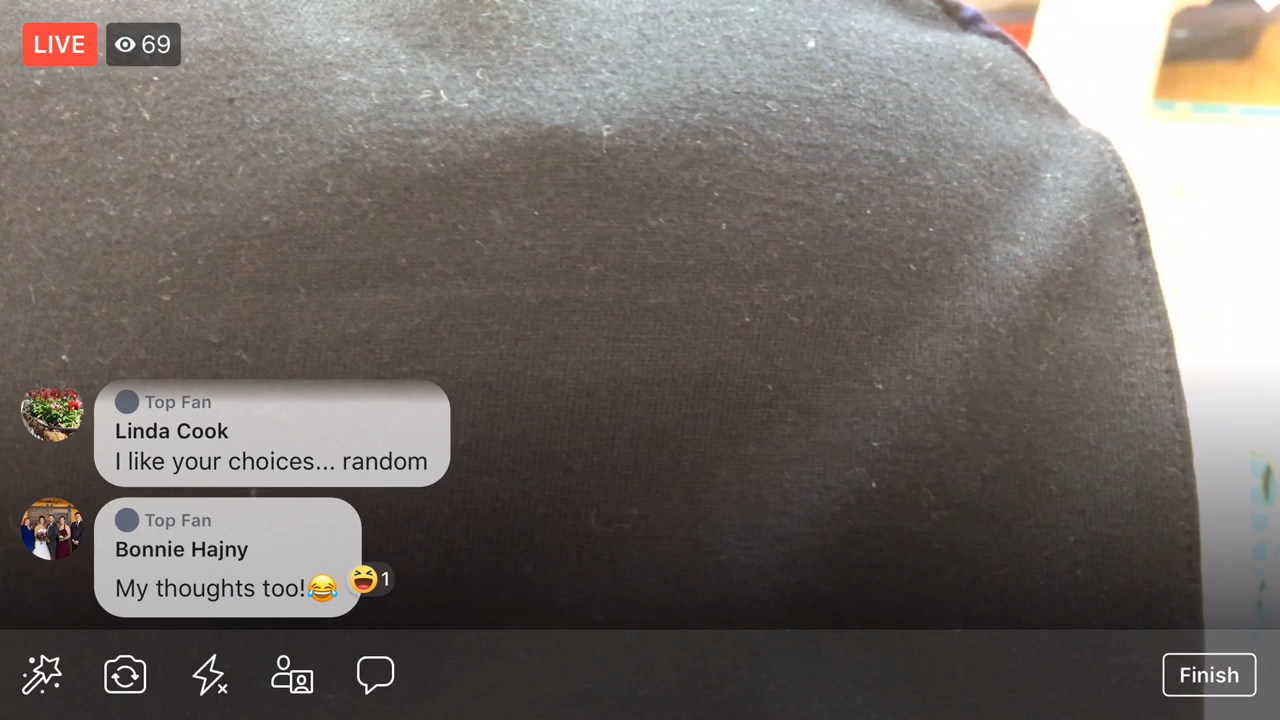 LIVE 69
Top Fan
Linda Cook
I like your choices... random
Top Fan
Bonnie Hajny
My thoughts too!😂
1
Finish